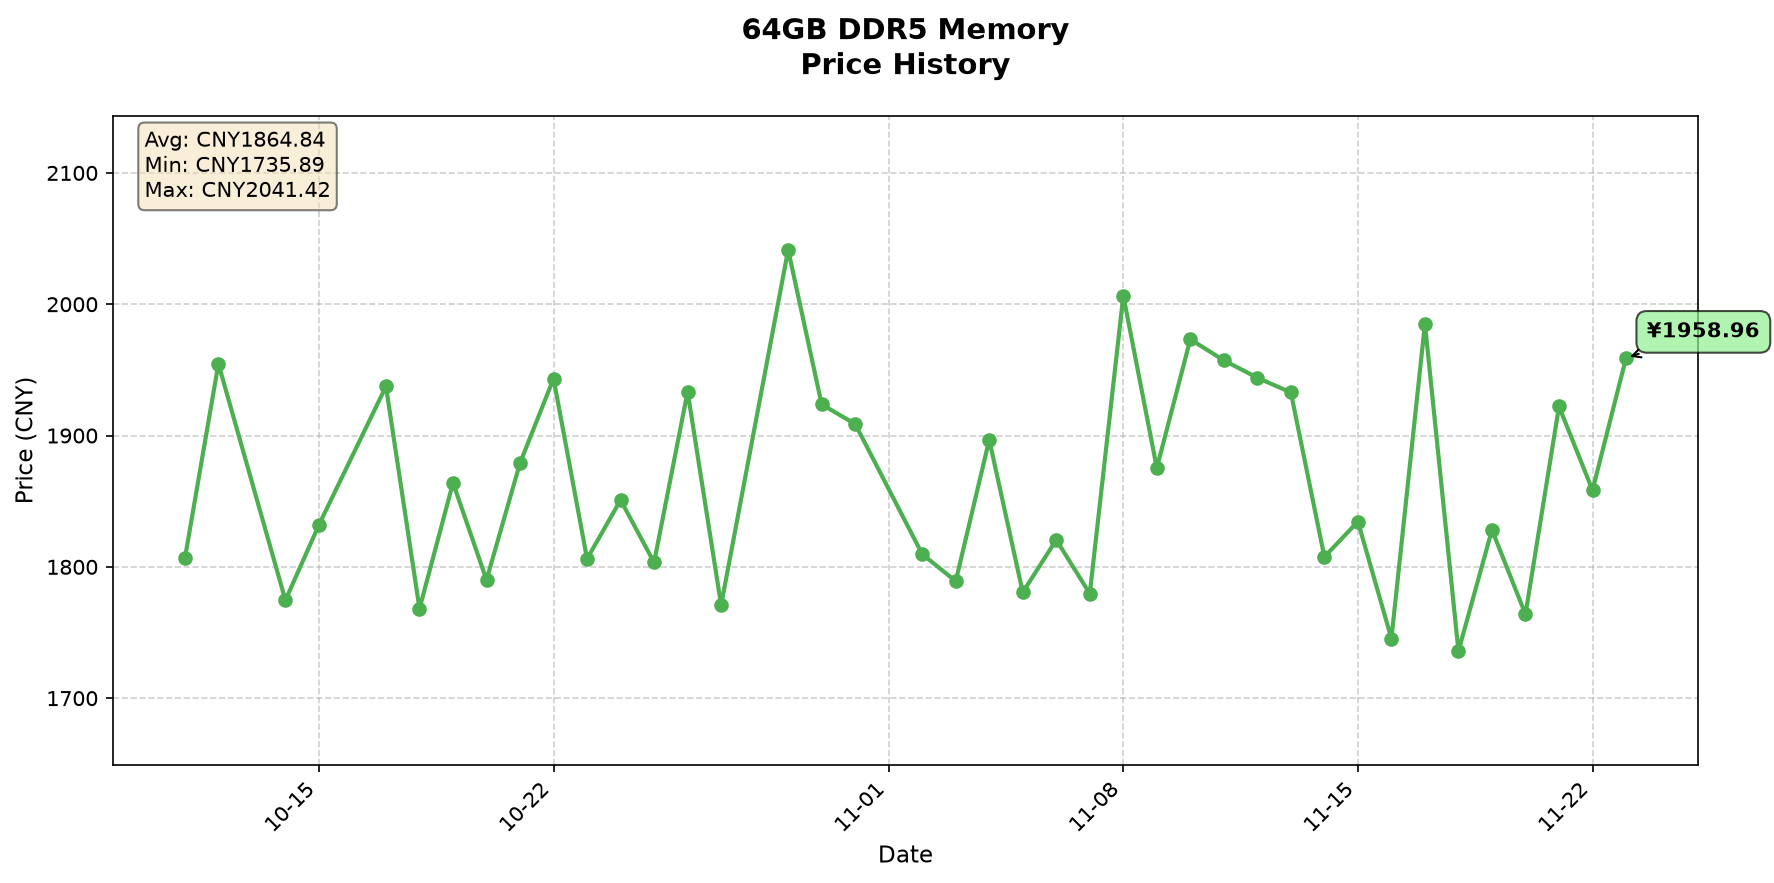 64GB DDR5 Memory
Price History
Avg: CNY1864.84
Min: CNY1735.89
Max: CNY2041.42
2100
2000
1900
1800
1700
Price (CNY)
¥1958.96
10-15
10-22
11-01
11-08
11-15
11-22
Date